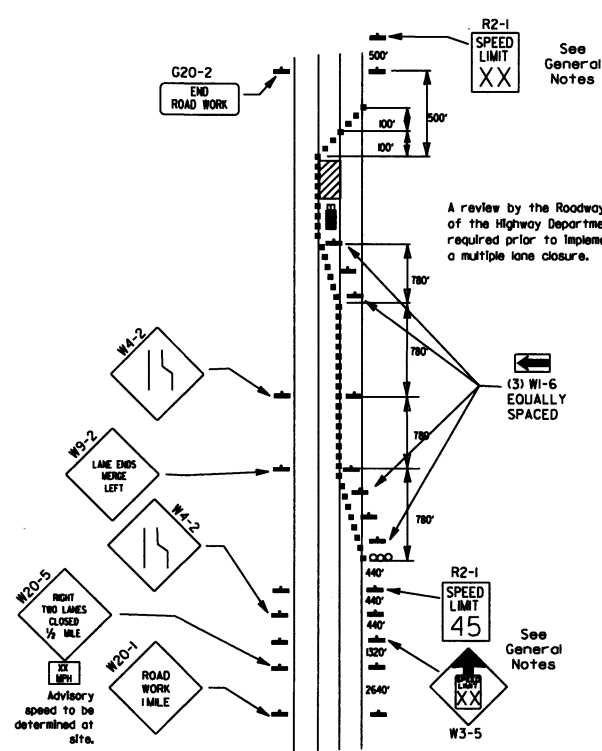 R2-1
SPEED
LIMIT
XX
See
General
Notes
500'
G20-2
END
ROAD WORK
100'
500'
100'
A review by the Roadway
of the Highway Departme
required prior to impleme
a multiple lane closure.
780'
W4-2
780'
(3) W1-6
EQUALLY
SPACED
W9-2
LANE ENDS
MERGE
LEFT
780'
W4-2
780'
440'
R2-1
SPEED
LIMIT
45
440'
W20-5
RIGHT
TWO LANES
CLOSED
½ MILE
440'
See
General
Notes
1320'
XX
MPH
W20-1
ROAD
WORK
1 MILE
SPEED
LIMIT
XX
2640'
Advisory
speed to be
determined at
site.
W3-5